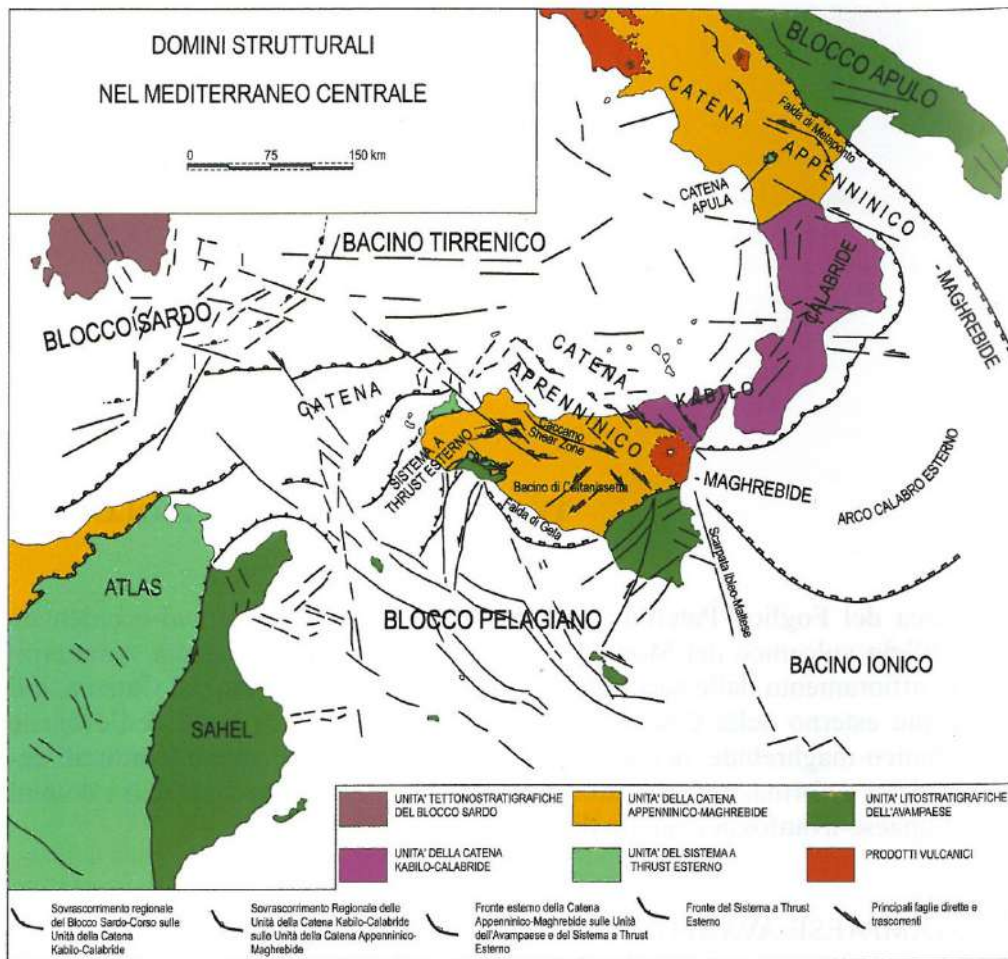 DOMINI STRUTTURALI
NEL MEDITERRANEO CENTRALE
0 75 150 km
BLOCCO APULO
CATENA
Falda di Metaponto
APPENNINICO
CATENA
APULA
- MAGHREBIDE
CALABRIDE
BACINO TIRRENICO
BLOCCO SARDO
CATENA
CATENA
KABILO
APPENNINICO
Caccamo
Shear Zone
SISTEMA A
THRUST ESTERNO
Bacino di Caltanissetta
Falda di Gela
- MAGHREBIDE
ARCO CALABRO ESTERNO
Scarpata Ibleo-Maltese
ATLAS
SAHEL
BLOCCO PELAGIANO
BACINO IONICO
UNITA' TETTONOSTRATIGRAFICHE
DEL BLOCCO SARDO
UNITA' DELLA CATENA
APPENNINICO-MAGHREBIDE
UNITA' LITOSTRATIGRAFICHE
DELL'AVAMPAESE
UNITA' DELLA CATENA
KABILO-CALABRIDE
UNITA' DEL SISTEMA A
THRUST ESTERNO
PRODOTTI VULCANICI
Sovrascorrimento regionale
del Blocco Sardo-Corso sulle
Unità della Catena
Kabilo-Calabride
Sovrascorrimento Regionale delle
Unità della Catena Kebilo-Calabride
sulle Unità della Catena Appenninico-
Maghrebide
Fronte esterno della Catena
Appenninico-Maghrebide sulle Unità
dell'Avampaese e del Sistema a Thrust
Esterno
Fronte del Sistema a Thrust
Esterno
Principali faglie dirette e
trascorrenti